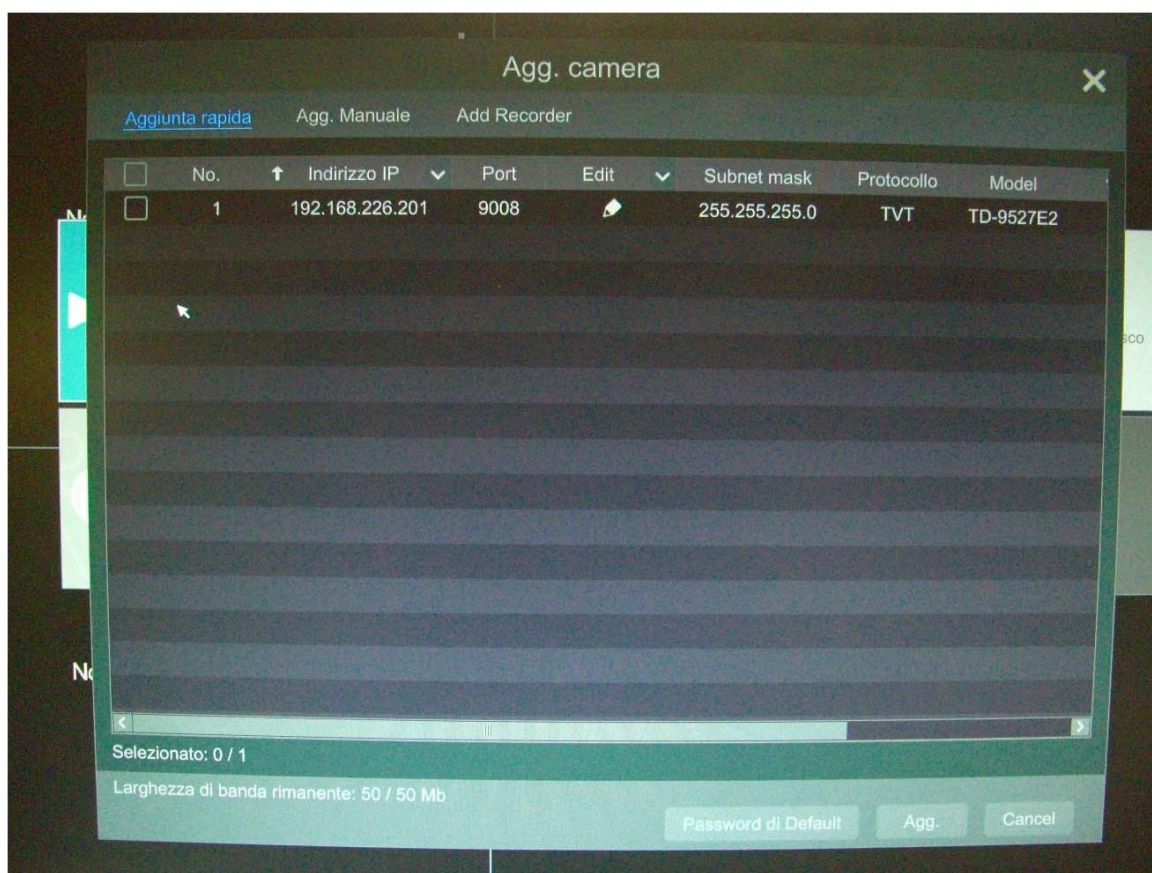 Agg. camera
Aggiunta rapida Agg. Manuale Add Recorder
No. Indirizzo IP Port Edit Subnet mask Protocollo Model
1 192.168.226.201 9008 255.255.255.0 TVT TD-9527E2
sco
No
Selezionato: 0 / 1
Larghezza di banda rimanente: 50 / 50 Mb
Password di Default Agg. Cancel